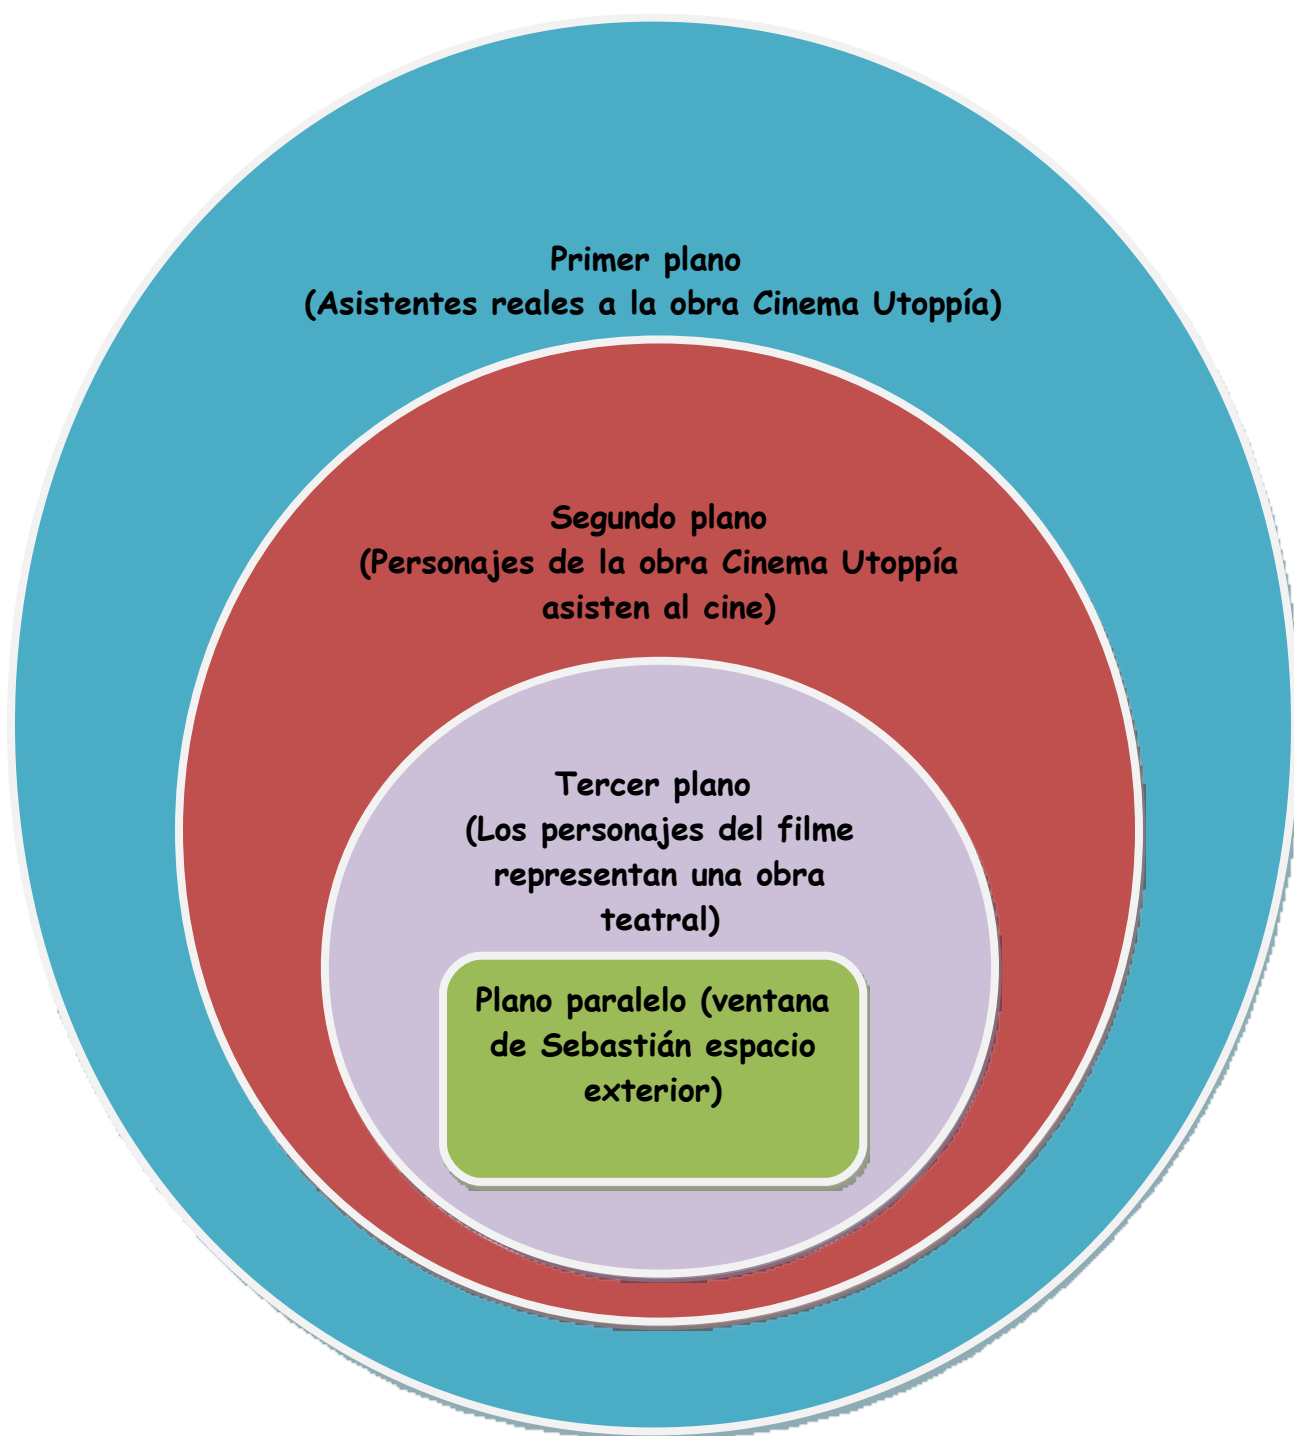 Primer plano
(Asistentes reales a la obra Cinema Utoppía)
Segundo plano
(Personajes de la obra Cinema Utoppía
asisten al cine)
Tercer plano
(Los personajes del filme
representan una obra
teatral)
Plano paralelo (ventana
de Sebastián espacio
exterior)